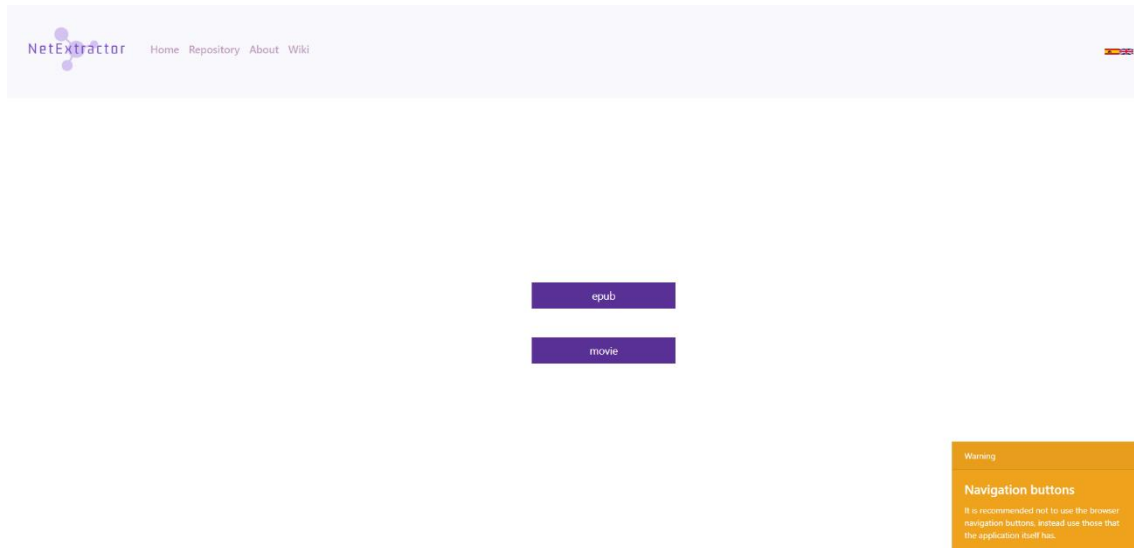 NetExtractor
Home Repository About Wiki
epub
movie
Warning
Navigation buttons
It is recommended not to use the browser
navigation buttons, instead use those that
the application itself has.